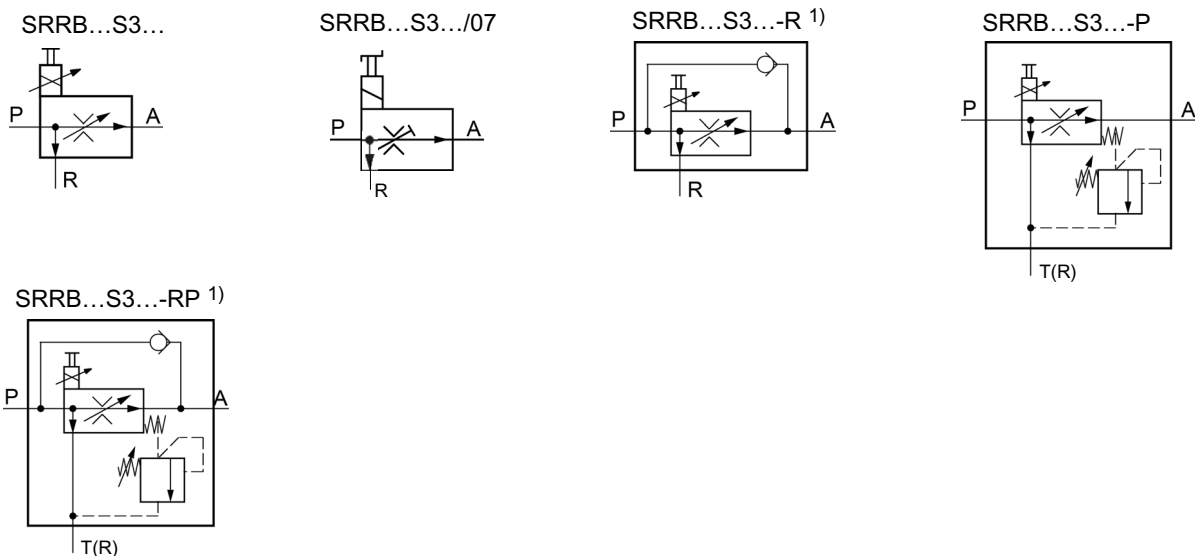 SRRB…S3…
P
A
R
SRRB…S3…/07
P
A
R
SRRB…S3…-R 1)
P
A
R
SRRB…S3…-P
P
A
T(R)
SRRB…S3…-RP 1)
P
A
T(R)